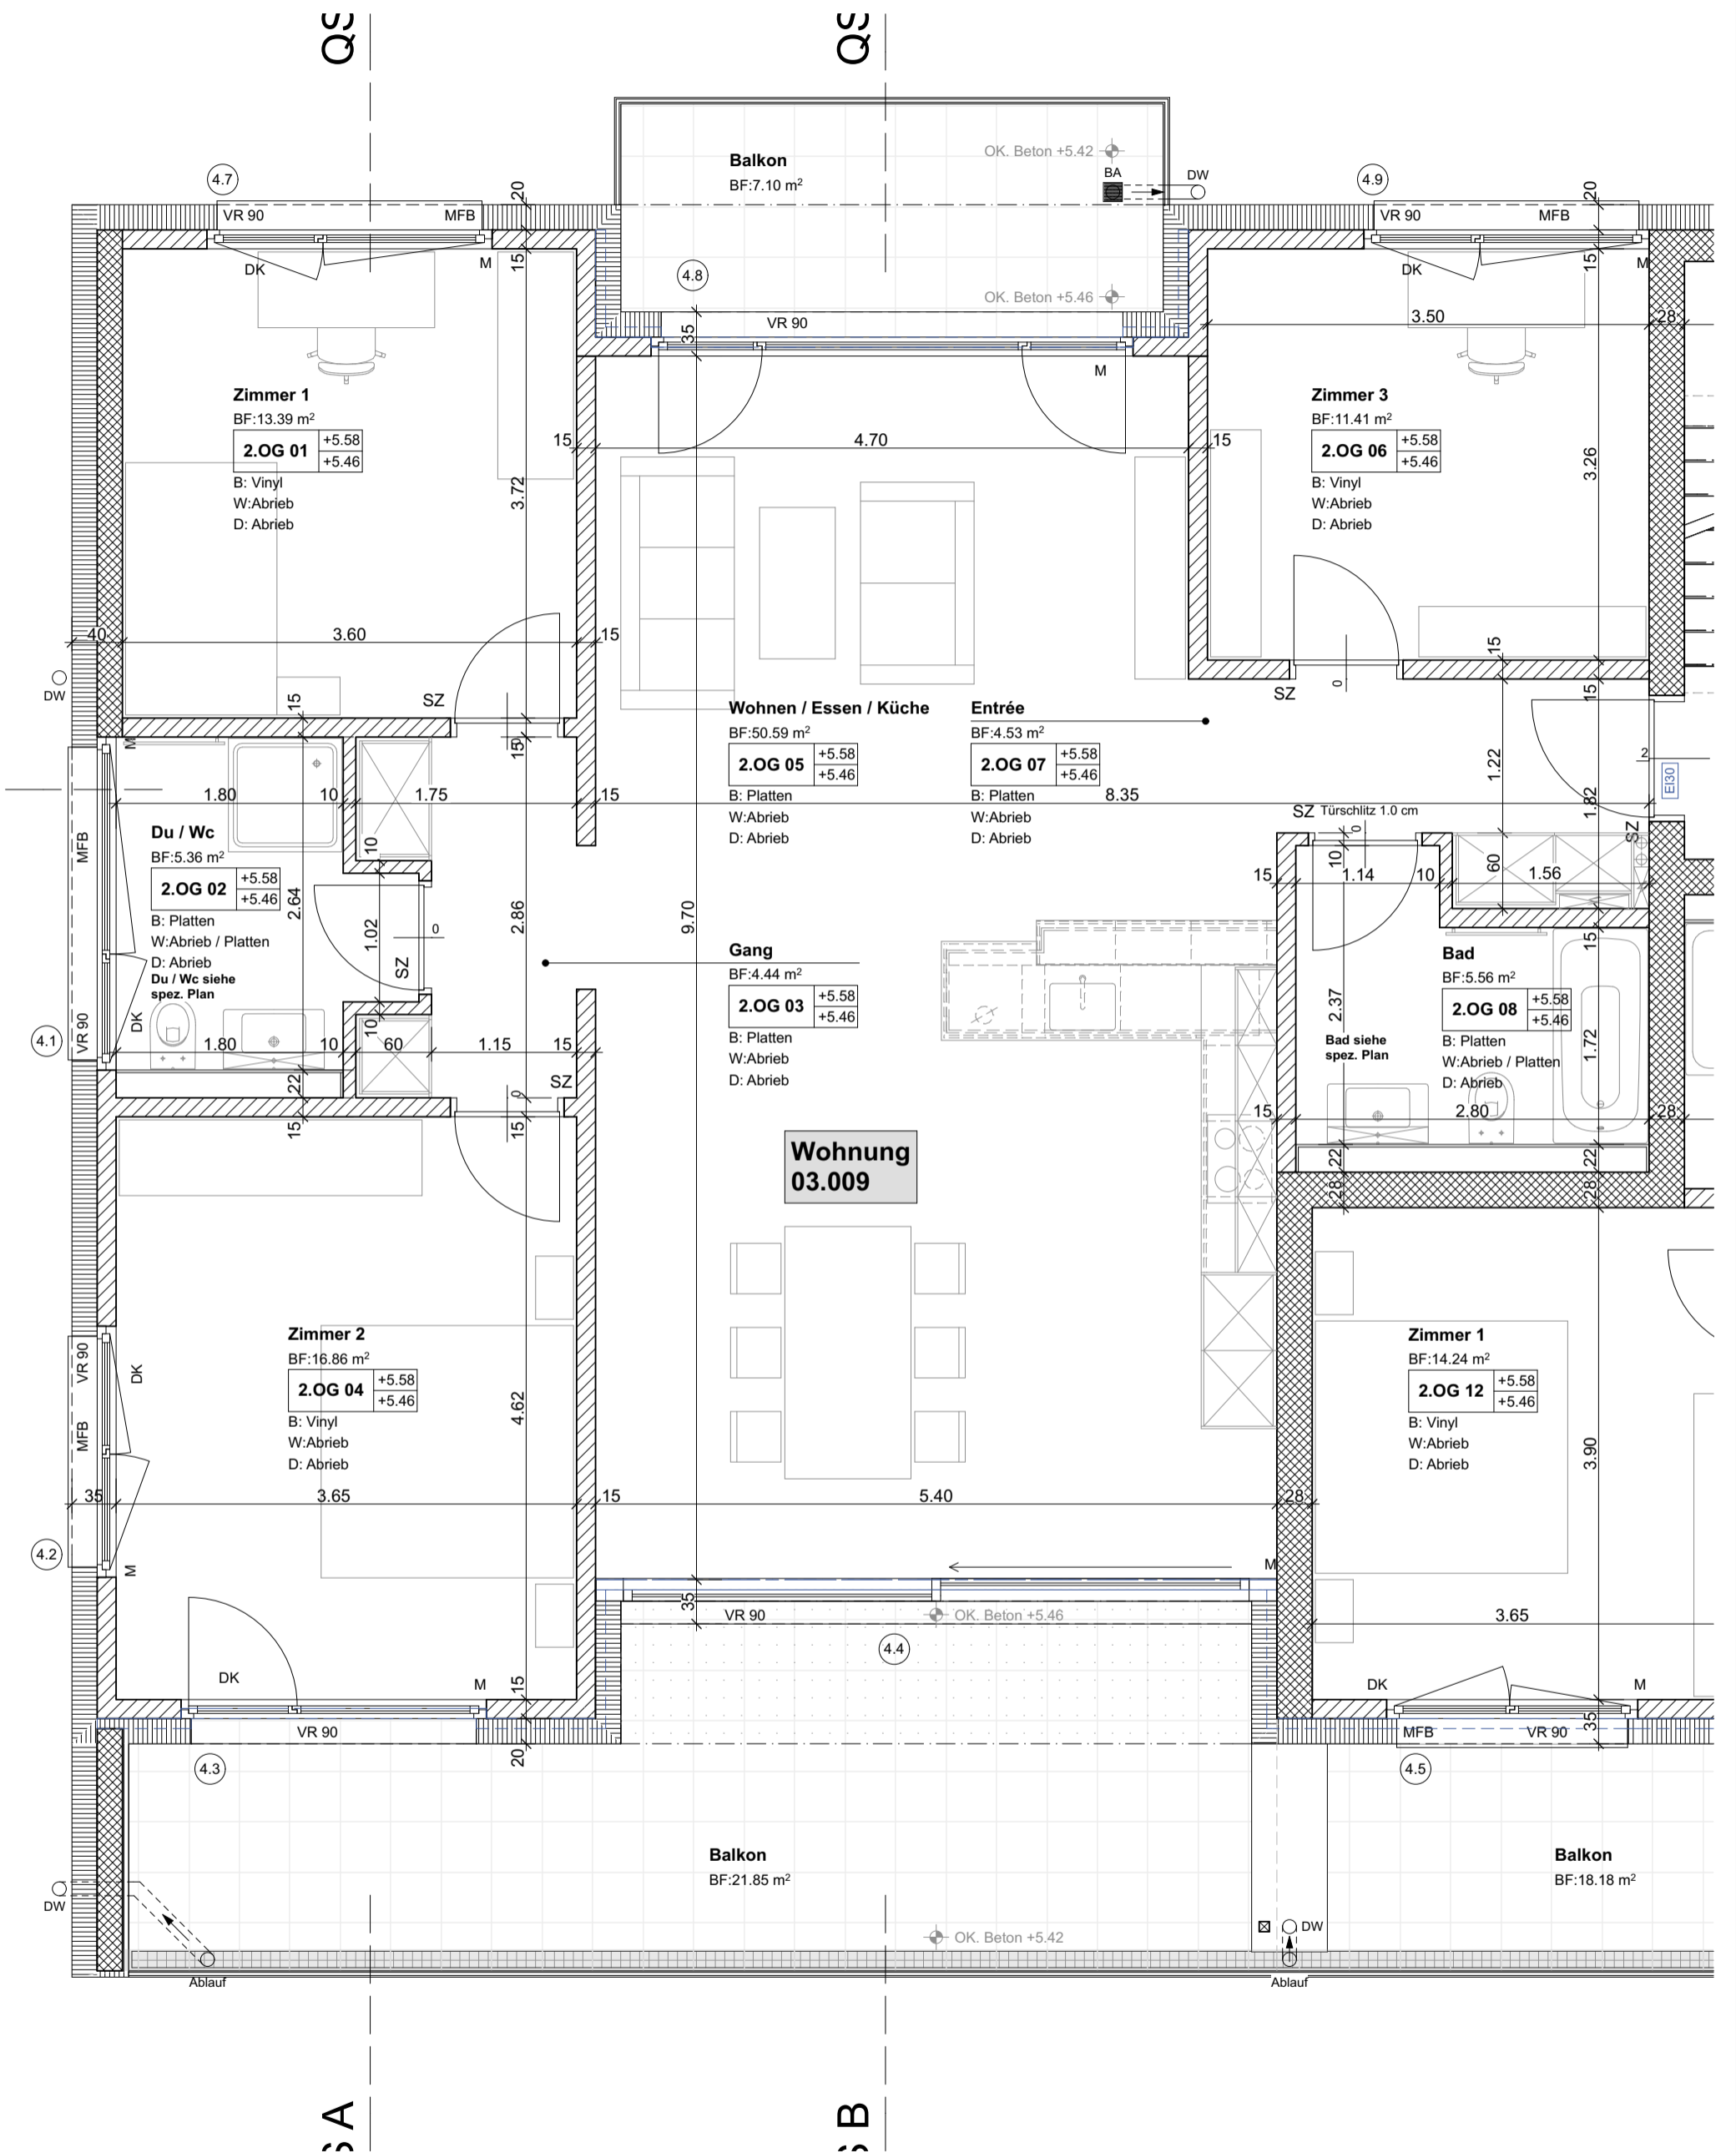 QS
QS
Balkon
BF:7.10 m²
OK. Beton +5.42
BA
DW
OK. Beton +5.46
4.7
VR 90
MFB
DK
M
20
15
4.8
35
VR 90
M
4.9
VR 90
MFB
DK
M
20
15
3.50
28
Zimmer 1
BF:13.39 m²
2.OG 01
+5.58
+5.46
B: Vinyl
W:Abrieb
D: Abrieb
3.72
15
4.70
15
Zimmer 3
BF:11.41 m²
2.OG 06
+5.58
+5.46
B: Vinyl
W:Abrieb
D: Abrieb
3.26
40
3.60
15
DW
SZ
15
15
0
SZ
0
15
15
Wohnen / Essen / Küche
BF:50.59 m²
2.OG 05
+5.58
+5.46
B: Platten
W:Abrieb
D: Abrieb
Entrée
BF:4.53 m²
2.OG 07
+5.58
+5.46
B: Platten
W:Abrieb
D: Abrieb
8.35
1.22
1.82
2
EI30
SZ
SZ Türschlitz 1.0 cm
0
M
1.80
10
1.75
15
MFB
Du / Wc
BF:5.36 m²
2.OG 02
+5.58
+5.46
B: Platten
W:Abrieb / Platten
D: Abrieb
Du / Wc siehe
spez. Plan
2.64
10
1.02
0
SZ
10
2.86
9.70
DK
VR 90
4.1
1.80
10
60
1.15
15
22
15
SZ
0
15
Gang
BF:4.44 m²
2.OG 03
+5.58
+5.46
B: Platten
W:Abrieb
D: Abrieb
15
10
1.14
10
60
1.56
15
Bad
BF:5.56 m²
2.OG 08
+5.58
+5.46
B: Platten
W:Abrieb / Platten
D: Abrieb
2.37
Bad siehe
spez. Plan
1.72
15
2.80
28
22
22
28
28
Wohnung
03.009
Zimmer 2
BF:16.86 m²
2.OG 04
+5.58
+5.46
B: Vinyl
W:Abrieb
D: Abrieb
VR 90
DK
MFB
4.62
Zimmer 1
BF:14.24 m²
2.OG 12
+5.58
+5.46
B: Vinyl
W:Abrieb
D: Abrieb
3.90
35
3.65
15
5.40
28
4.2
M
M
35
VR 90
OK. Beton +5.46
4.4
3.65
DK
M
15
VR 90
20
4.3
DK
M
MFB
VR 90
35
4.5
Balkon
BF:21.85 m²
Balkon
BF:18.18 m²
DW
DW
OK. Beton +5.42
Ablauf
Ablauf
S A
S B